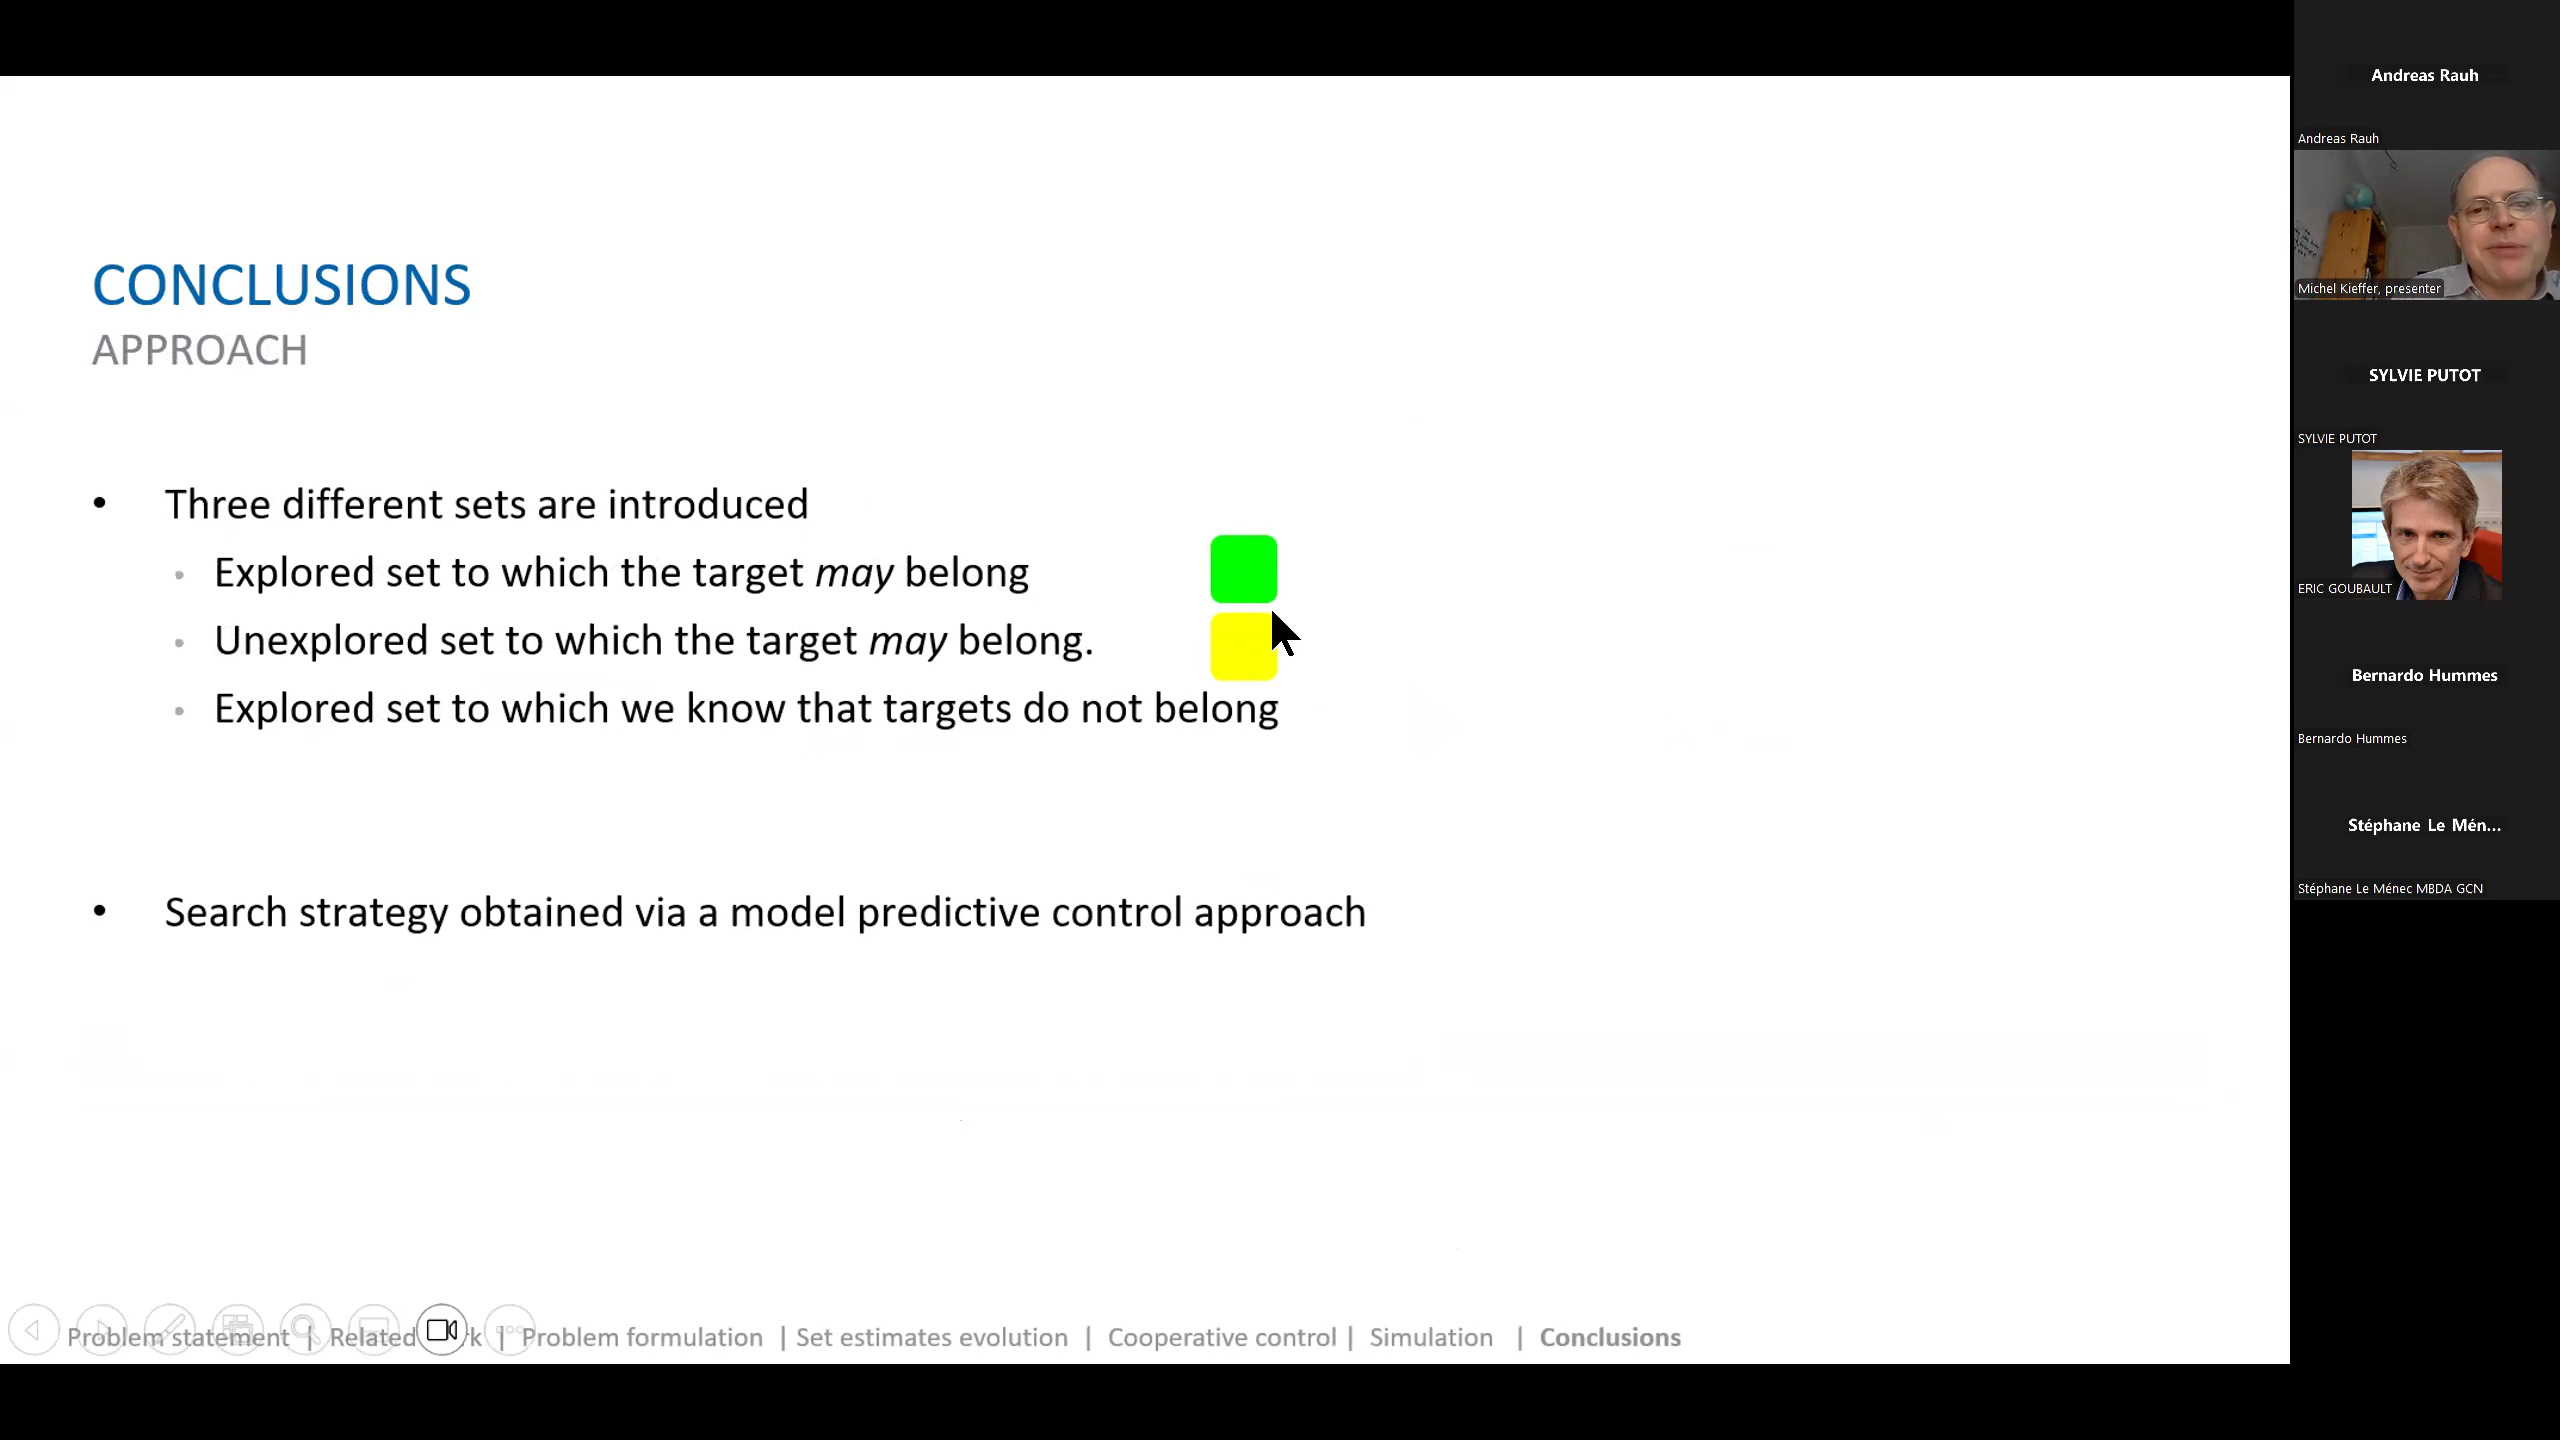 CONCLUSIONS
APPROACH
• Three different sets are introduced
• Explored set to which the target may belong
• Unexplored set to which the target may belong.
• Explored set to which we know that targets do not belong
• Search strategy obtained via a model predictive control approach
Problem statement | Related k | Problem formulation | Set estimates evolution | Cooperative control | Simulation | Conclusions
Andreas Rauh
Andreas Rauh
Michel Kieffer, presenter
SYLVIE PUTOT
SYLVIE PUTOT
ERIC GOUBAULT
Bernardo Hummes
Bernardo Hummes
Stéphane Le Mén...
Stéphane Le Ménec MBDA GCN